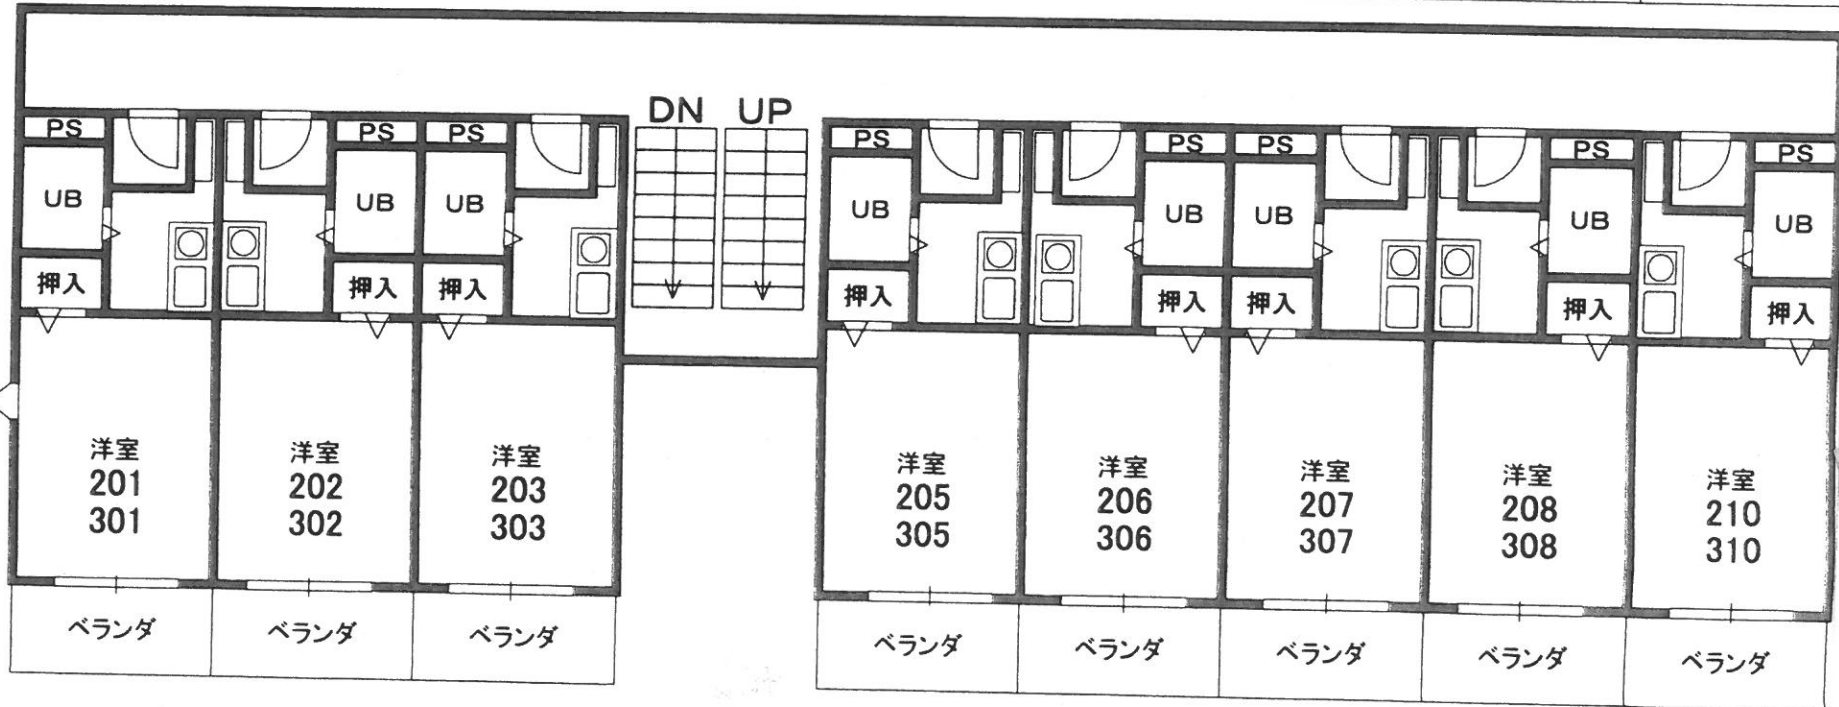 DN UP
PS PS PS PS PS PS PS PS
UB UB UB UB UB UB UB UB
押入 押入 押入 押入 押入 押入 押入 押入
洋室
201
301
洋室
202
302
洋室
203
303
洋室
205
305
洋室
206
306
洋室
207
307
洋室
208
308
洋室
210
310
ベランダ ベランダ ベランダ ベランダ ベランダ ベランダ ベランダ ベランダ